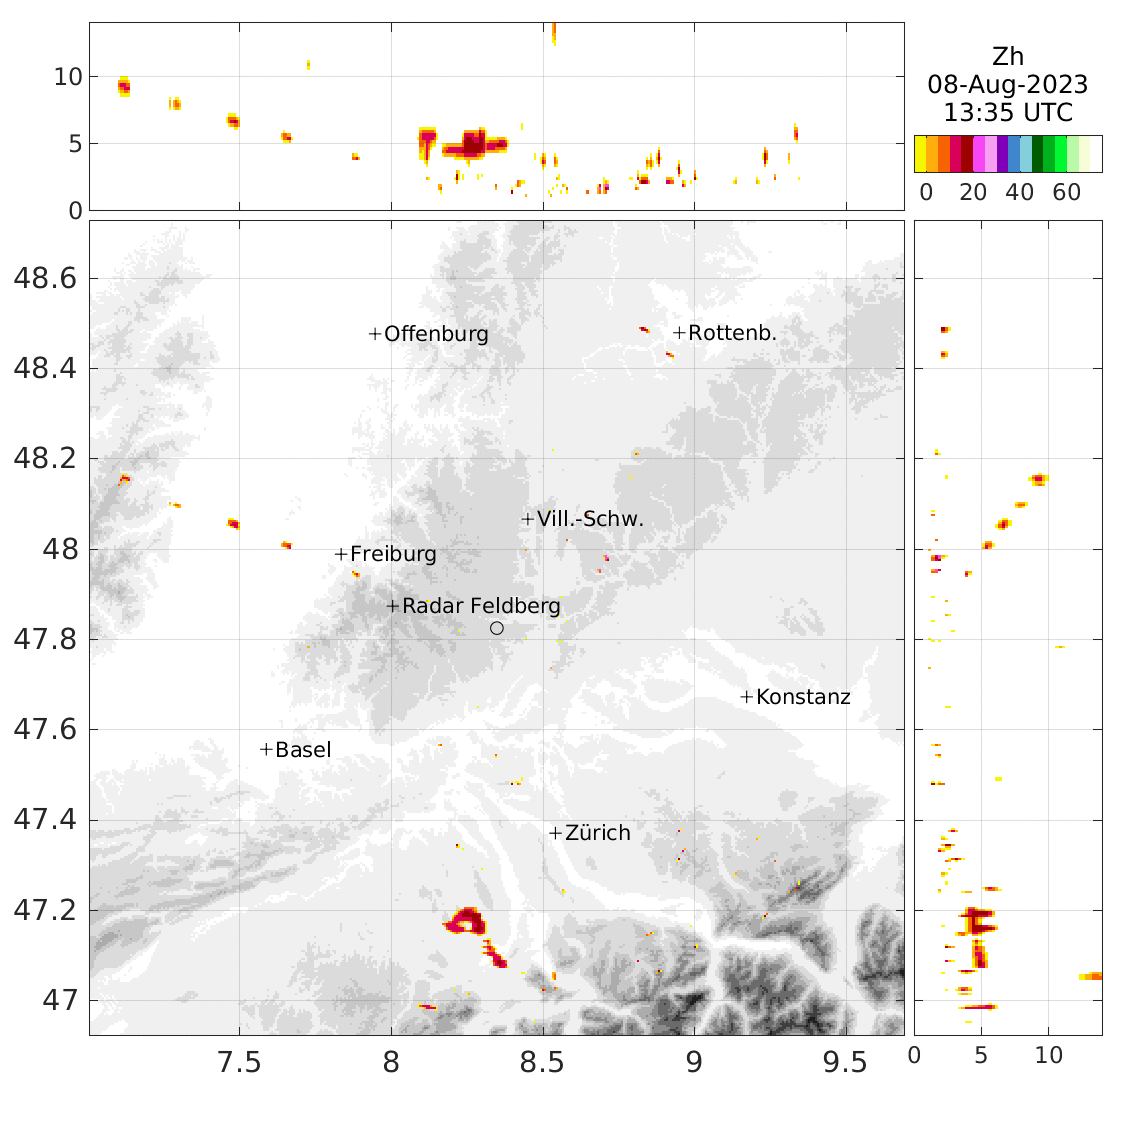 10
5
0
Zh
08-Aug-2023
13:35 UTC
0 20 40 60
48.6
48.4
48.2
48
47.8
47.6
47.4
47.2
47
+Offenburg
+Rottenb.
+Vill.-Schw.
+Freiburg
+Radar Feldberg
+Konstanz
+Basel
+Zürich
7.5 8 8.5 9 9.5
0 5 10